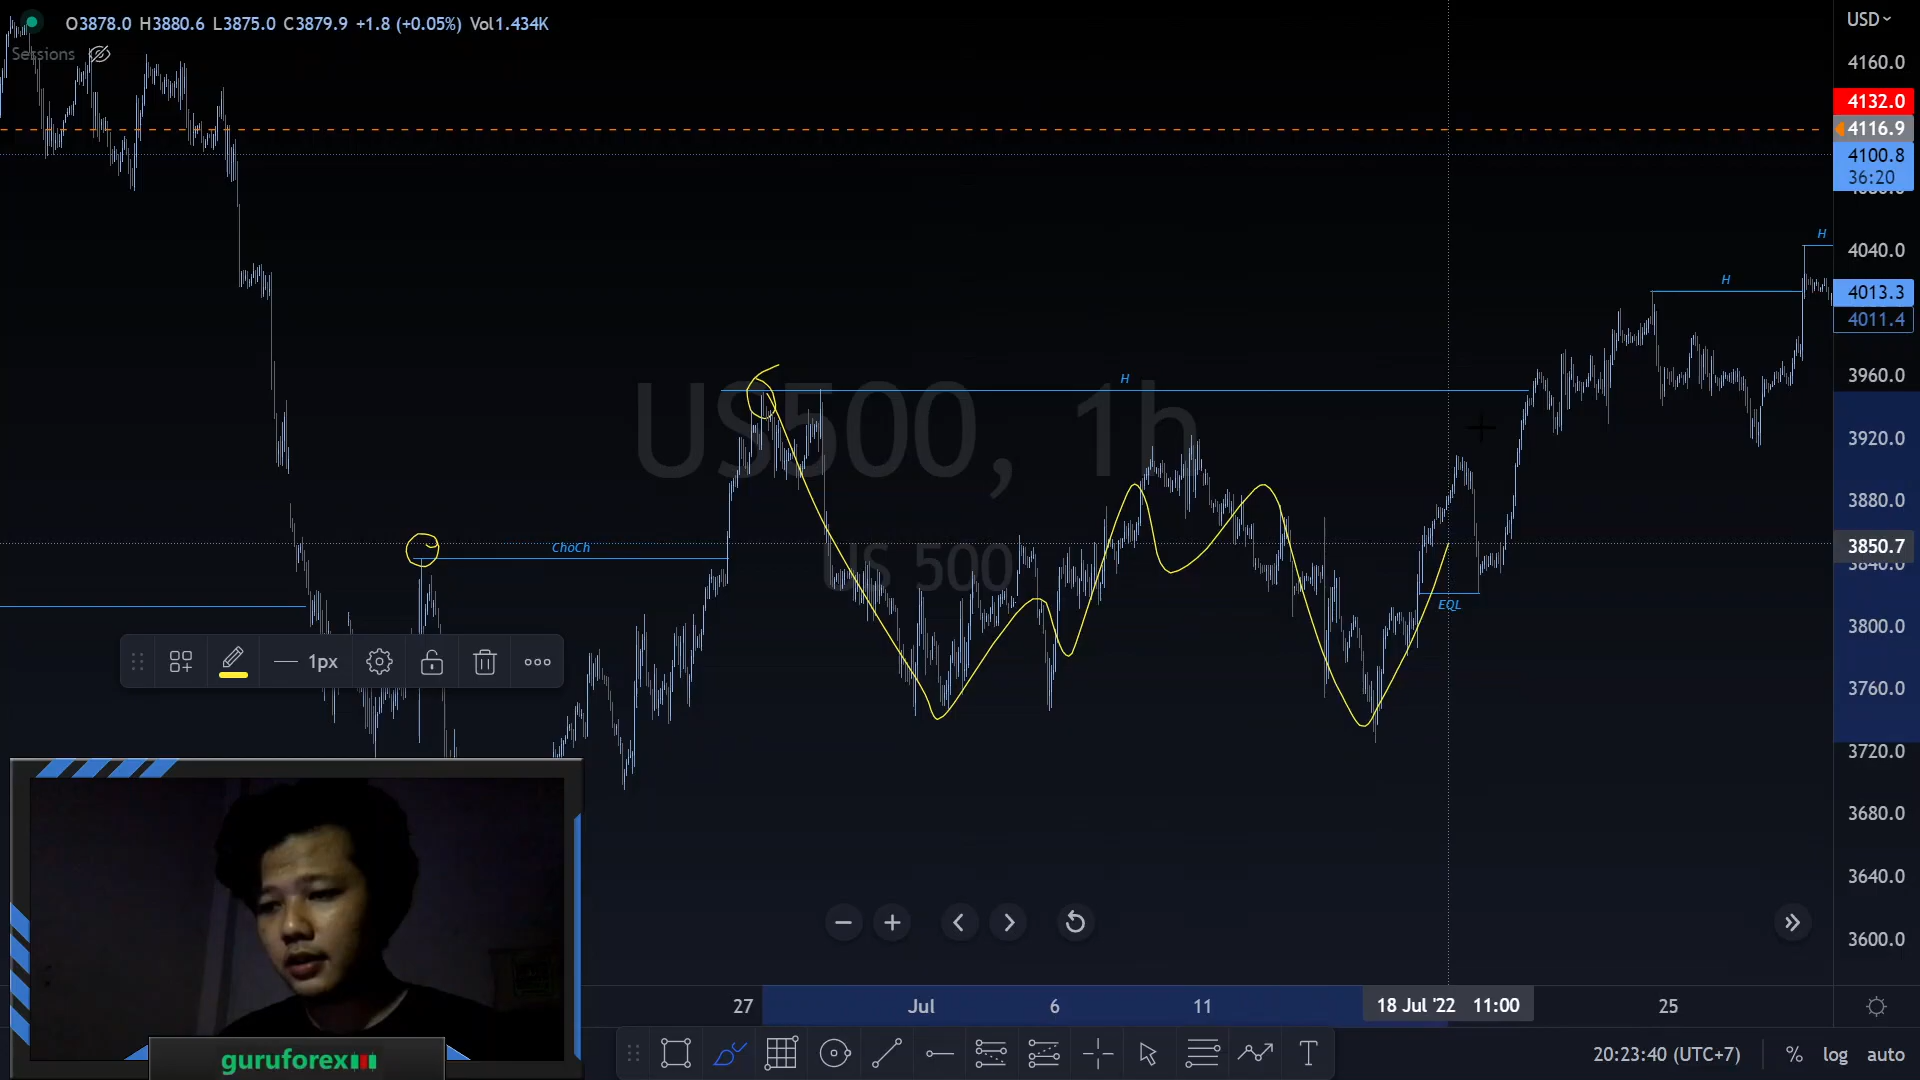 O3878.0 H3880.6 L3875.0 C3879.9 +1.8 (+0.05%) Vol1.434K
Sessions
USD
4160.0
4132.0
4116.9
4100.8
36:20
H
4040.0
H
4013.3
4011.4
H
3960.0
US500, 1h
3920.0
3880.0
ChoCh
US 500
3850.7
3840.0
EQL
3800.0
1px
3760.0
3720.0
3680.0
3640.0
3600.0
27
Jul
6
11
18 Jul '22 11:00
25
guruforex
T
20:23:40 (UTC+7)
%
log
auto